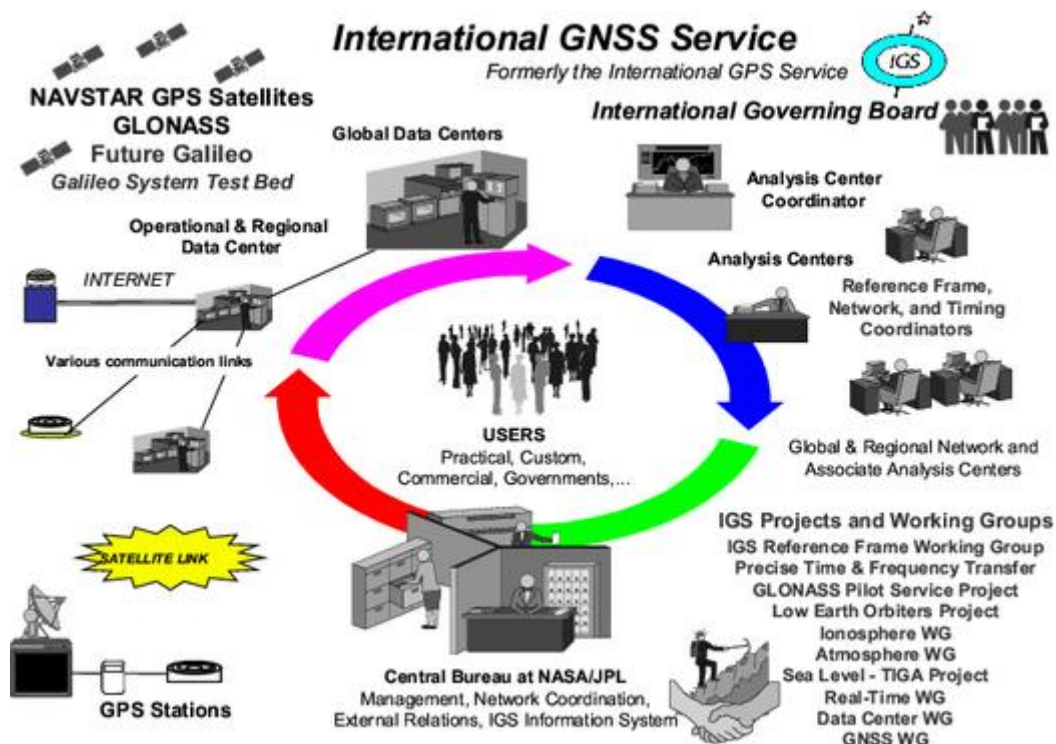 International GNSS Service
Formerly the International GPS Service
IGS
International Governing Board
NAVSTAR GPS Satellites
GLONASS
Future Galileo
Galileo System Test Bed
Global Data Centers
Operational & Regional
Data Center
INTERNET
Various communication links
Analysis Center
Coordinator
Analysis Centers
Reference Frame,
Network, and Timing
Coordinators
Global & Regional Network and
Associate Analysis Centers
USERS
Practical, Custom,
Commercial, Governments,...
SATELLITE LINK
GPS Stations
Central Bureau at NASA/JPL
Management, Network Coordination,
External Relations, IGS Information System
IGS Projects and Working Groups
IGS Reference Frame Working Group
Precise Time & Frequency Transfer
GLONASS Pilot Service Project
Low Earth Orbiters Project
Ionosphere WG
Atmosphere WG
Sea Level - TIGA Project
Real-Time WG
Data Center WG
GNSS WG